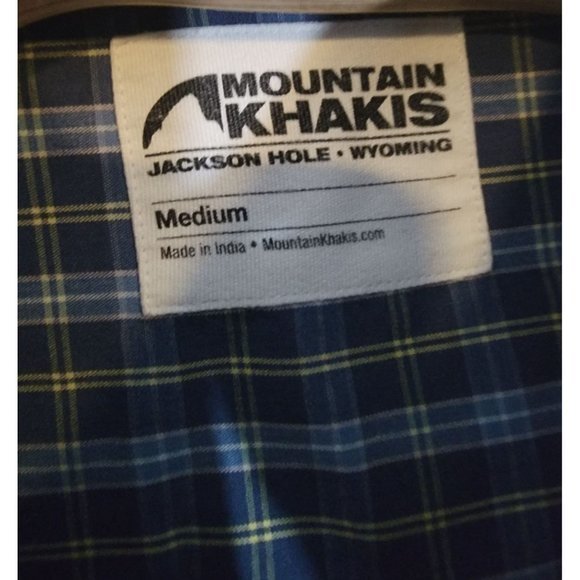 MOUNTAIN
KHAKIS
JACKSON HOLE • WYOMING
Medium
Made in India • MountainKhakis.com